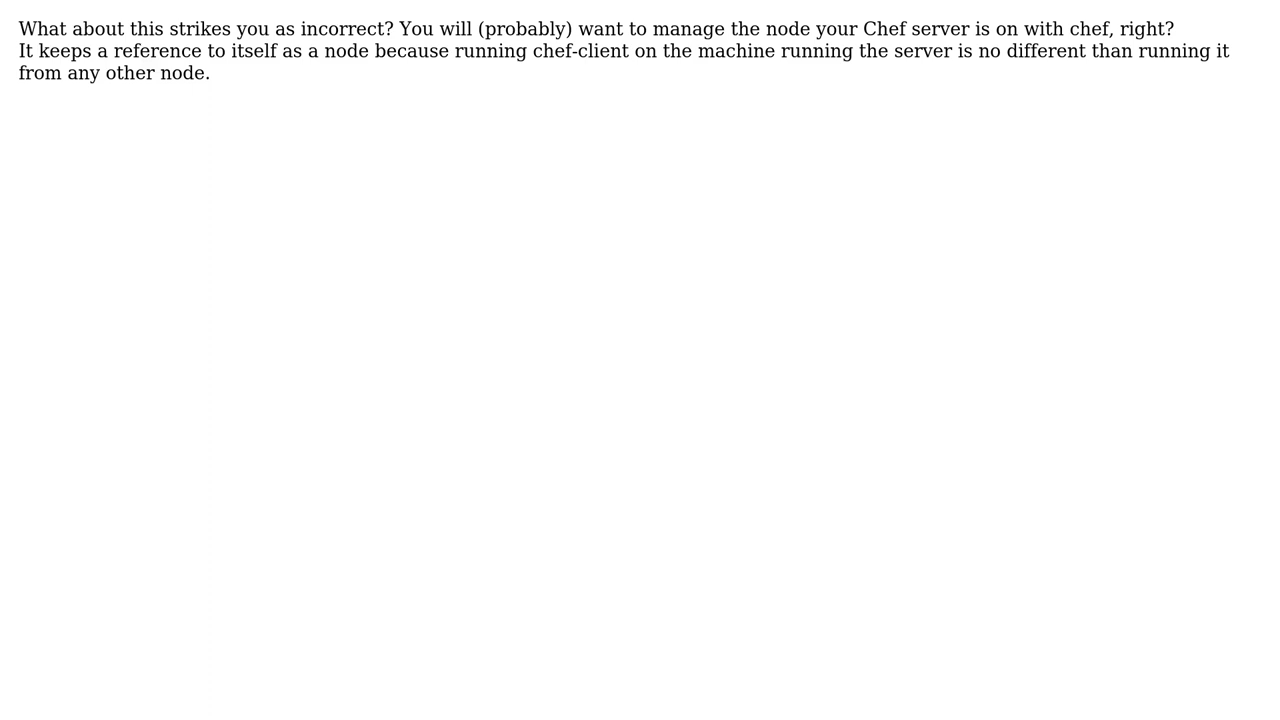 What about this strikes you as incorrect? You will (probably) want to manage the node your Chef server is on with chef, right?
It keeps a reference to itself as a node because running chef-client on the machine running the server is no different than running it
from any other node.